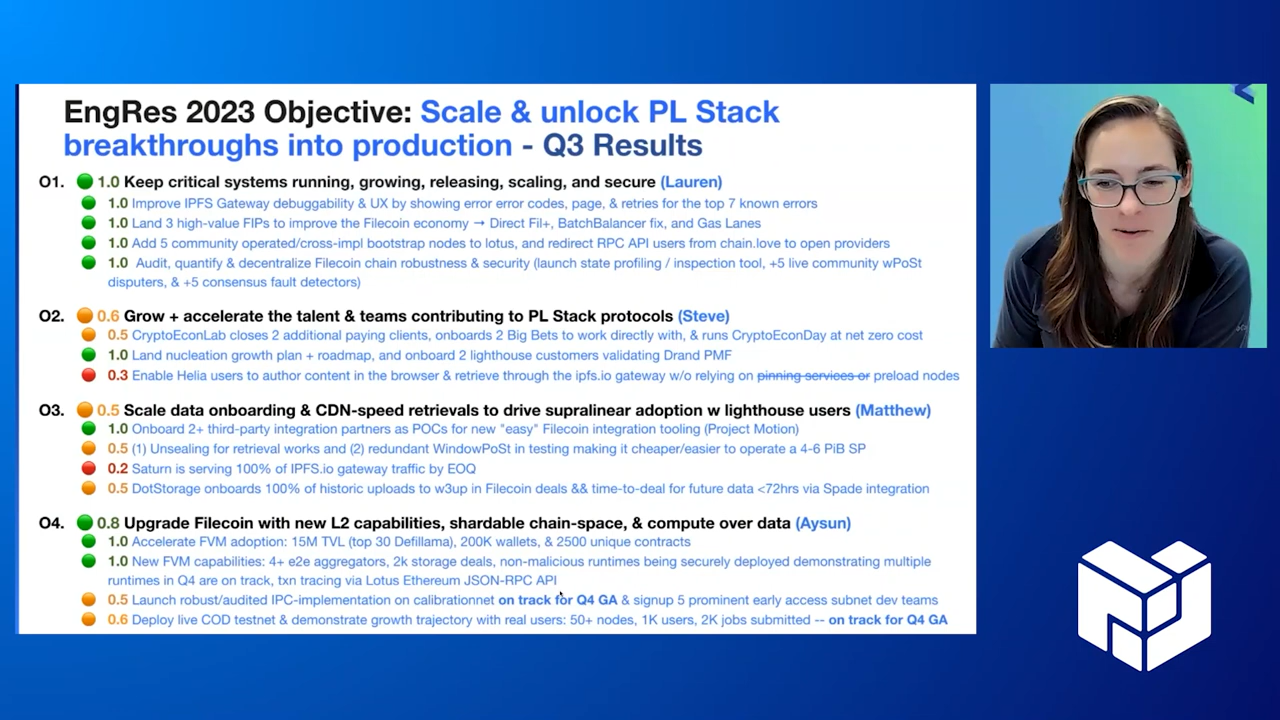 EngRes 2023 Objective: Scale & unlock PL Stack
breakthroughs into production - Q3 Results
O1. 1.0 Keep critical systems running, growing, releasing, scaling, and secure (Lauren)
1.0 Improve IPFS Gateway debuggability & UX by showing error error codes, page, & retries for the top 7 known errors
1.0 Land 3 high-value FIPs to improve the Filecoin economy → Direct Fil+, BatchBalancer fix, and Gas Lanes
1.0 Add 5 community operated/cross-impl bootstrap nodes to lotus, and redirect RPC API users from chain.love to open providers
1.0 Audit, quantify & decentralize Filecoin chain robustness & security (launch state profiling / inspection tool, +5 live community wPoSt
disputers, & +5 consensus fault detectors)
O2. 0.6 Grow + accelerate the talent & teams contributing to PL Stack protocols (Steve)
0.5 CryptoEconLab closes 2 additional paying clients, onboards 2 Big Bets to work directly with, & runs CryptoEconDay at net zero cost
1.0 Land nucleation growth plan + roadmap, and onboard 2 lighthouse customers validating Drand PMF
0.3 Enable Helia users to author content in the browser & retrieve through the ipfs.io gateway w/o relying on pinning services or preload nodes
O3. 0.5 Scale data onboarding & CDN-speed retrievals to drive supralinear adoption w lighthouse users (Matthew)
1.0 Onboard 2+ third-party integration partners as POCs for new "easy" Filecoin integration tooling (Project Motion)
0.5 (1) Unsealing for retrieval works and (2) redundant WindowPoSt in testing making it cheaper/easier to operate a 4-6 PiB SP
0.2 Saturn is serving 100% of IPFS.io gateway traffic by EOQ
0.5 DotStorage onboards 100% of historic uploads to w3up in Filecoin deals && time-to-deal for future data <72hrs via Spade integration
O4. 0.8 Upgrade Filecoin with new L2 capabilities, shardable chain-space, & compute over data (Aysun)
1.0 Accelerate FVM adoption: 15M TVL (top 30 Defillama), 200K wallets, & 2500 unique contracts
1.0 New FVM capabilities: 4+ e2e aggregators, 2k storage deals, non-malicious runtimes being securely deployed demonstrating multiple
runtimes in Q4 are on track, txn tracing via Lotus Ethereum JSON-RPC API
0.5 Launch robust/audited IPC-implementation on calibrationnet on track for Q4 GA & signup 5 prominent early access subnet dev teams
0.6 Deploy live COD testnet & demonstrate growth trajectory with real users: 50+ nodes, 1K users, 2K jobs submitted -- on track for Q4 GA